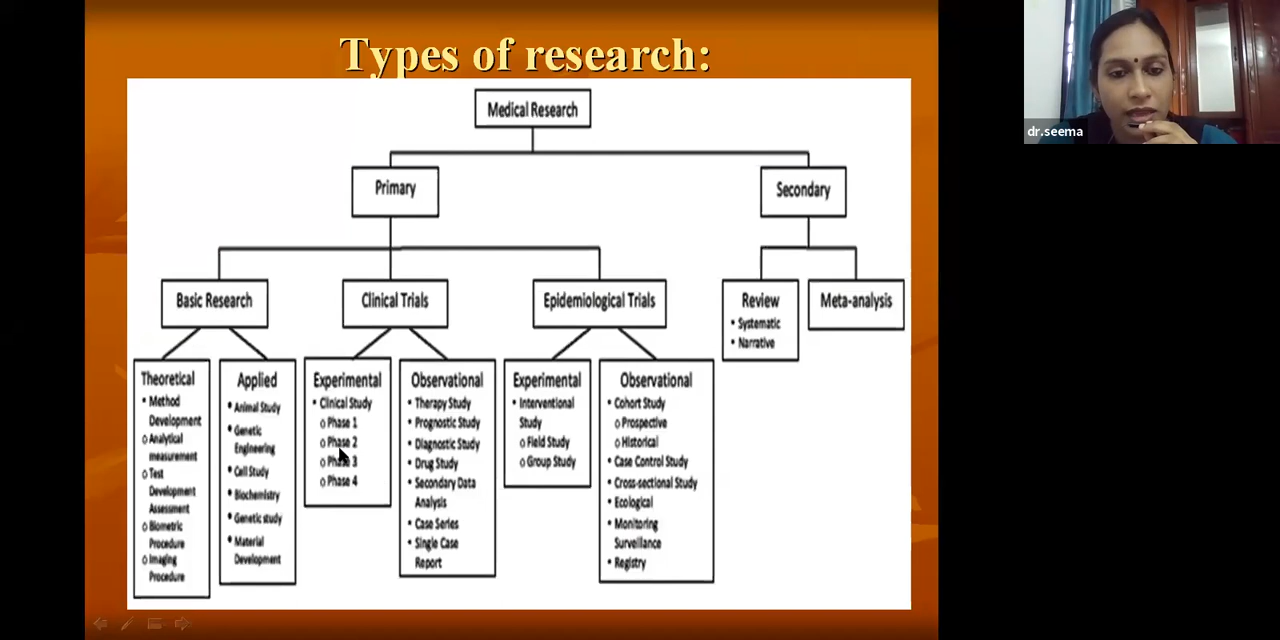 Types of research:
dr.seema
Medical Research
Primary
Secondary
Basic Research
Clinical Trials
Epidemiological Trials
Review
• Systematic
• Narrative
Meta-analysis
Theoretical
• Method
Development
o Analytical
measurement
o Test
Development
Assessment
o Biometric
Procedure
o Imaging
Procedure
Applied
• Animal Study
• Genetic
Engineering
• Cell Study
• Biochemistry
• Genetic study
• Material
Development
Experimental
• Clinical Study
o Phase 1
o Phase 2
o Phase 3
o Phase 4
Observational
• Therapy Study
• Prognostic Study
• Diagnostic Study
• Drug Study
• Secondary Data
Analysis
• Case Series
• Single Case
Report
Experimental
• Interventional
Study
o Field Study
o Group Study
Observational
• Cohort Study
o Prospective
o Historical
• Case Control Study
• Cross-sectional Study
• Ecological
• Monitoring
Surveillance
• Registry